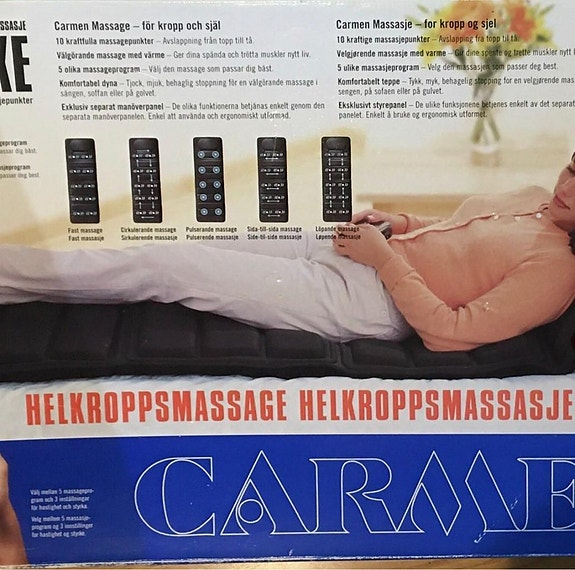 SSASJE
KE
jepunkter
geprogram
assar dig bäst.
sjeprogram
passer deg best.
Carmen Massage – för kropp och själ
10 kraftfulla massagepunkter – Avslappning från topp till tå.
Välgörande massage med värme – Ger dina spända och trötta muskler nytt liv.
5 olika massageprogram – Välj den massage som passar dig bäst.
Komfortabel dyna – Tjock, mjuk, behaglig stoppning för en välgörande massage i
sängen, soffan eller på golvet.
Exklusiv separat manöverpanel – De olika funktionerna betjänas enkelt genom den
separata manöverpanelen. Enkel att använda och ergonomiskt utformad.
Carmen Massasje – for kropp og sjel
10 kraftige massasjepunkter – Avslapping fra topp til tå.
Velgjørende massasje med varme – Gir dine spente og trette muskler nytt l
5 ulike massasjeprogram – Velg den massasjen som passer deg best.
Komfortabelt teppe – Tykk, myk, behagelig stopping for en velgjørende mas
sengen, på sofaen eller på gulvet.
Eksklusivt styrepanel – De ulike funksjonene betjenes enkelt av det separat
panelet. Enkelt å bruke og ergonomisk utformet.
Fast massage
Fast massasje
Cirkulerande massage
Sirkulerende massasje
Pulserande massage
Pulserende massasje
Sida-till-sida massage
Side-til-side massasje
Löpande massage
Løpende massasje
HELKROPPSMASSAGE HELKROPPSMASSASJE
Välj mellan 5 massagepro-
gram och 3 inställningar
för hastighet och styrka.
Velg mellom 5 massasje-
program og 3 innstillinger
for hastighet og styrke.
CARME